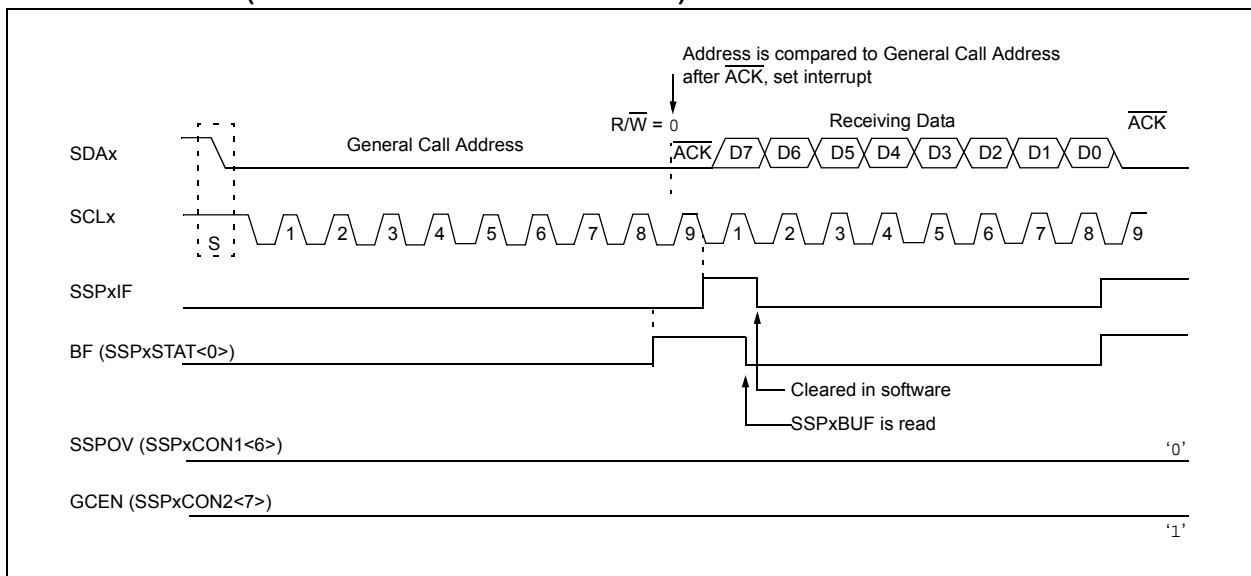 Address is compared to General Call Address
after ACK, set interrupt
R/W = 0
Receiving Data
ACK
SDAx
General Call Address
ACK D7 D6 D5 D4 D3 D2 D1 D0
SCLx
S
1 2 3 4 5 6 7 8 9 1 2 3 4 5 6 7 8 9
SSPxIF
BF (SSPxSTAT<0>)
Cleared in software
SSPxBUF is read
SSPOV (SSPxCON1<6>)
‘0’
GCEN (SSPxCON2<7>)
‘1’